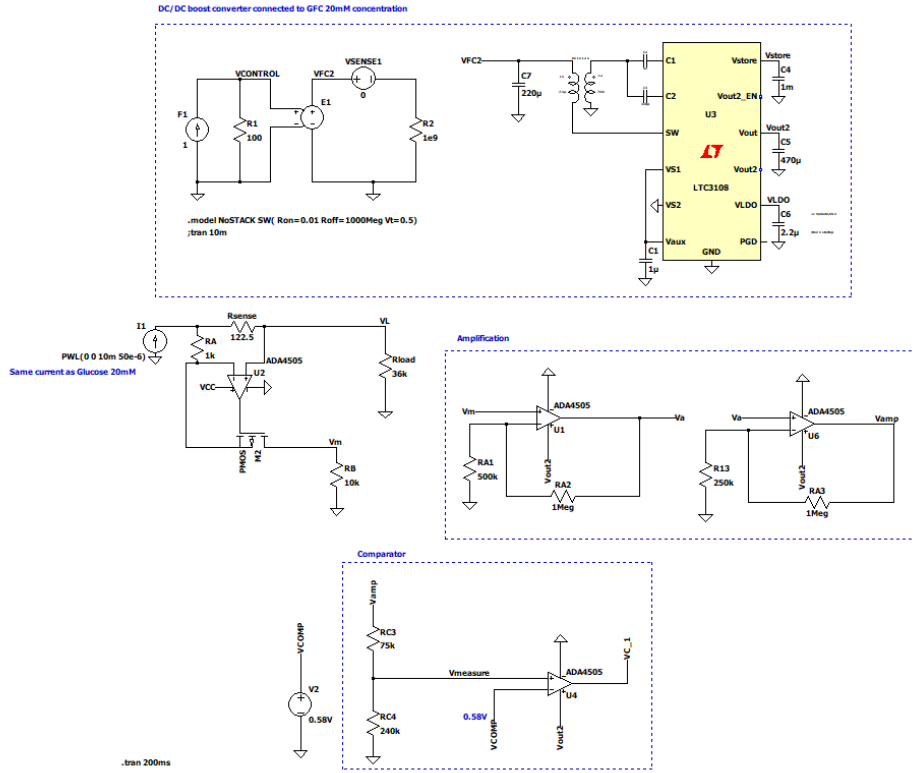 DC/DC boost converter connected to GFC 20mM concentration
VCONTROL
VFC2
VSENSE1
0
F1
1
R1
100
E1
R2
1e9
.model NoSTACK SW( Ron=0.01 Roff=1000Meg Vt=0.5)
;tran 10m
VFC2
C7
220µ
C1
C2
SW
VS1
VS2
Vaux
C1
1µ
U3
LTC3108
GND
Vstore
Vout2_EN
Vout
Vout2
VLDO
PGD
Vstore
C4
1m
Vout2
C5
470µ
VLDO
C6
2.2µ
I1
PWL(0 0 10m 50e-6)
Same current as Glucose 20mM
Rsense
122.5
VL
RA
1k
ADA4505
U2
VCC
Rload
36k
PMOS
M2
Vm
RB
10k
Amplification
Vm
ADA4505
U1
Va
Vout2
RA1
500k
RA2
1Meg
Va
ADA4505
U6
Vamp
Vout2
R13
250k
RA3
1Meg
Comparator
Vamp
RC3
75k
Vmeasure
ADA4505
U4
VC_1
0.58V
VCOMP
Vout2
RC4
240k
VCOMP
V2
0.58V
.tran 200ms